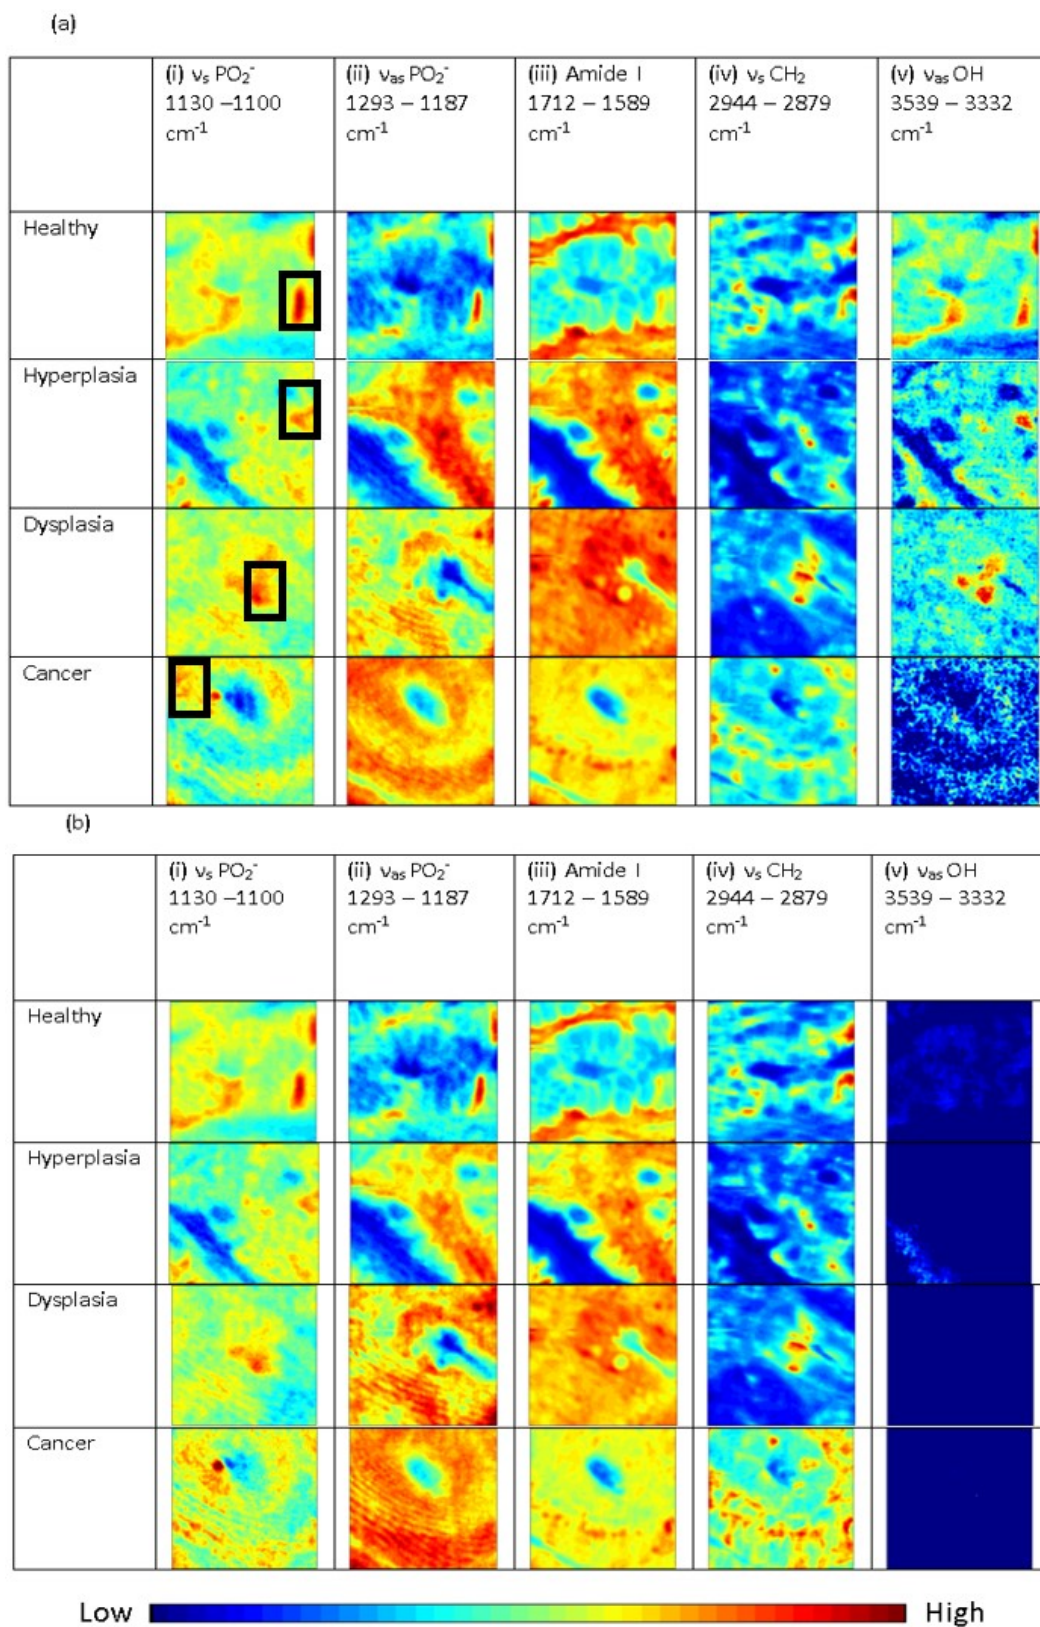 (a)
(i) νs PO2⁻ (ii) νas PO2⁻ (iii) Amide I (iv) νs CH2 (v) νas OH
1130 –1100 1293 – 1187 1712 – 1589 2944 – 2879 3539 – 3332
cm⁻¹ cm⁻¹ cm⁻¹ cm⁻¹ cm⁻¹
Healthy
Hyperplasia
Dysplasia
Cancer
(b)
(i) νs PO2⁻ (ii) νas PO2⁻ (iii) Amide I (iv) νs CH2 (v) νas OH
1130 –1100 1293 – 1187 1712 – 1589 2944 – 2879 3539 – 3332
cm⁻¹ cm⁻¹ cm⁻¹ cm⁻¹ cm⁻¹
Healthy
Hyperplasia
Dysplasia
Cancer
Low High